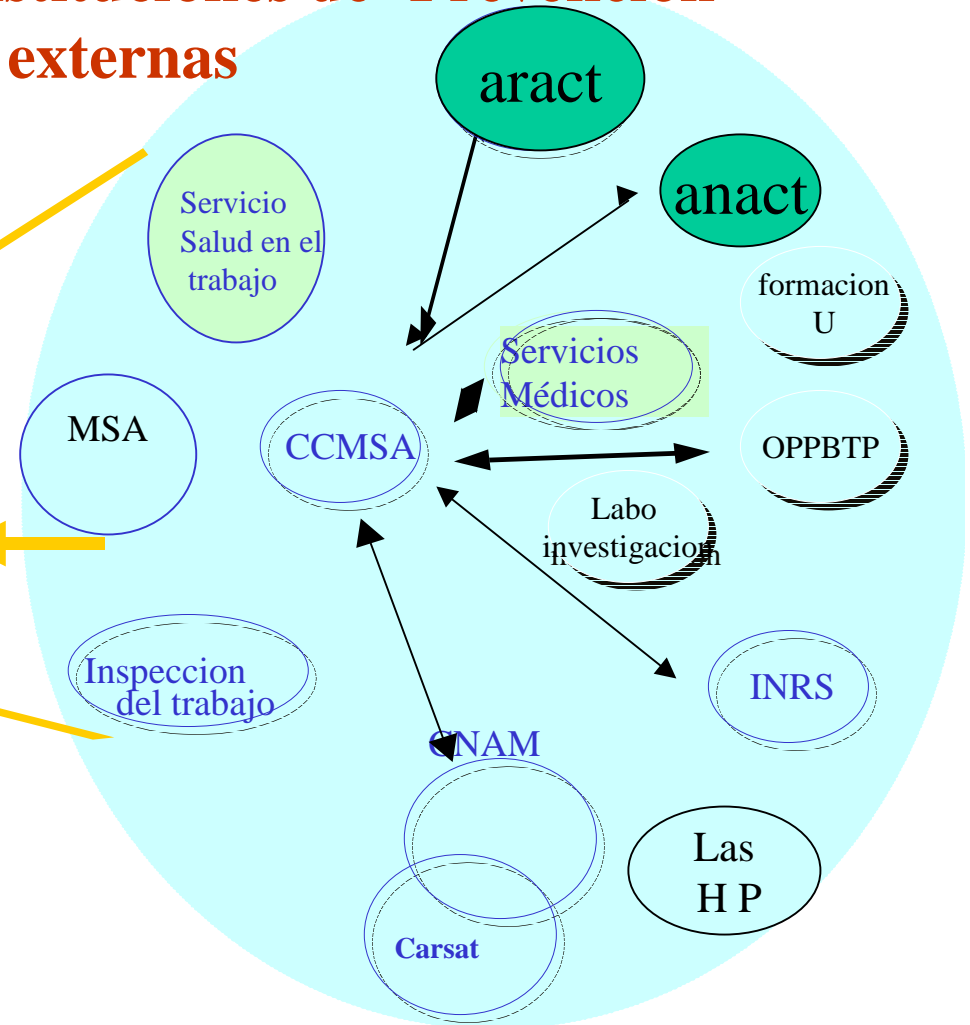 Prevención
externas
aract
anact
Servicio
Salud en el
trabajo
formacion
U
Servicios
Médicos
MSA
CCMSA
OPPBTP
Labo
investigacion
Inspeccion
del trabajo
INRS
CNAM
Las
H P
Carsat